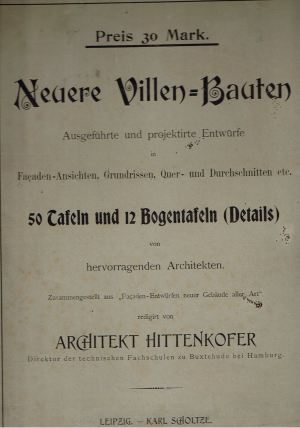 Preis 30 Mark.
Neuere Villen=Bauten
Ausgeführte und projektirte Entwürfe
in
Façaden-Ansichten, Grundrissen, Quer- und Durchschnitten etc.
50 Tafeln und 12 Bogentafeln (Details)
von
hervorragenden Architekten.
Zusammengestellt aus „Façaden-Entwürfen neuer Gebäude aller Art"
redigirt von
ARCHITEKT HITTENKOFER
Direktor der technischen Fachschulen zu Buxtehude bei Hamburg.
LEIPZIG. — KARL SCHOLTZE.